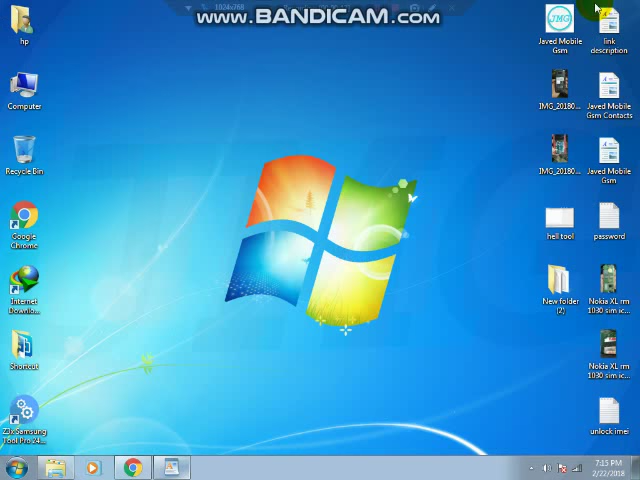 www.BANDICAM.com
1024x768
hp
Computer
Recycle Bin
Google
Chrome
Internet
Downlo...
Shortcut
Z3x Samsung
Tool Pro 24...
JMG
Javed Mobile
Gsm
IMG_20180...
IMG_20180...
hell tool
New folder
(2)
link
description
Javed Mobile
Gsm Contacts
Javed Mobile
Gsm
password
Nokia XL rm
1030 sim ic...
Nokia XL rm
1030 sim ic...
unlock imei
7:15 PM
2/22/2018